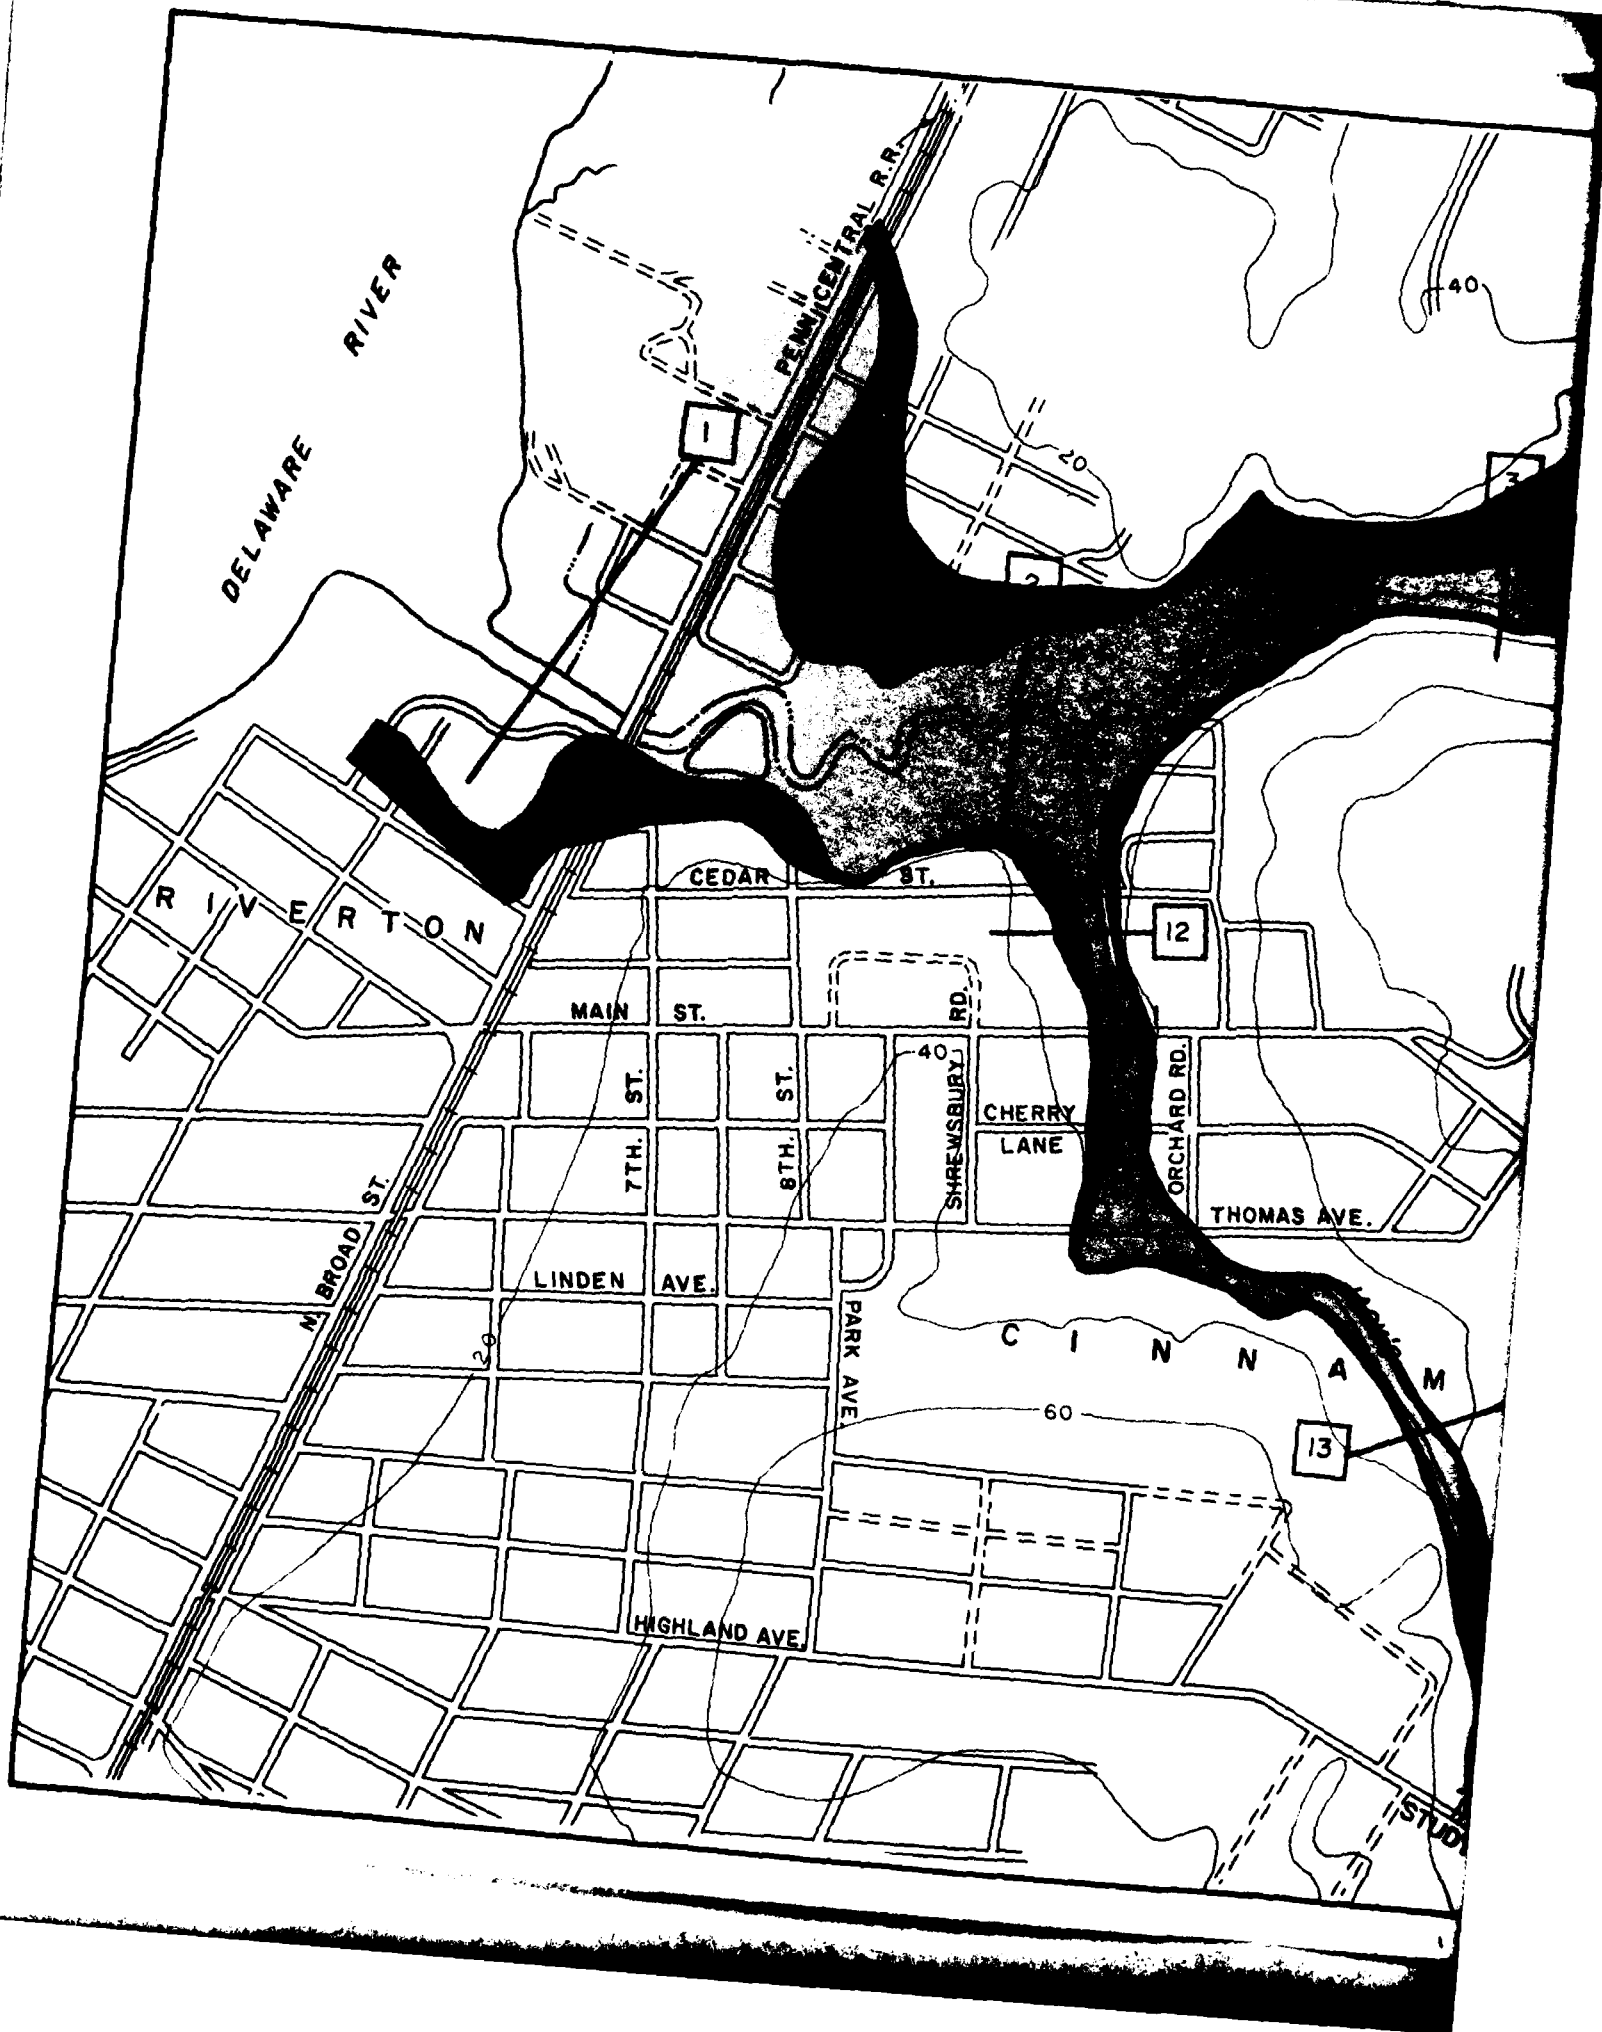 PENN CENTRAL R.R.
RIVER
40
DELAWARE
1
20
3
2
CEDAR ST.
RIVERTON
12
MAIN ST.
RD.
40
SHREWSBURY
7TH. ST.
8TH. ST.
CHERRY
LANE
ORCHARD RD.
N. BROAD ST.
THOMAS AVE.
LINDEN AVE.
PARK AVE.
20
CINNAM
60
13
HIGHLAND AVE.
STUD